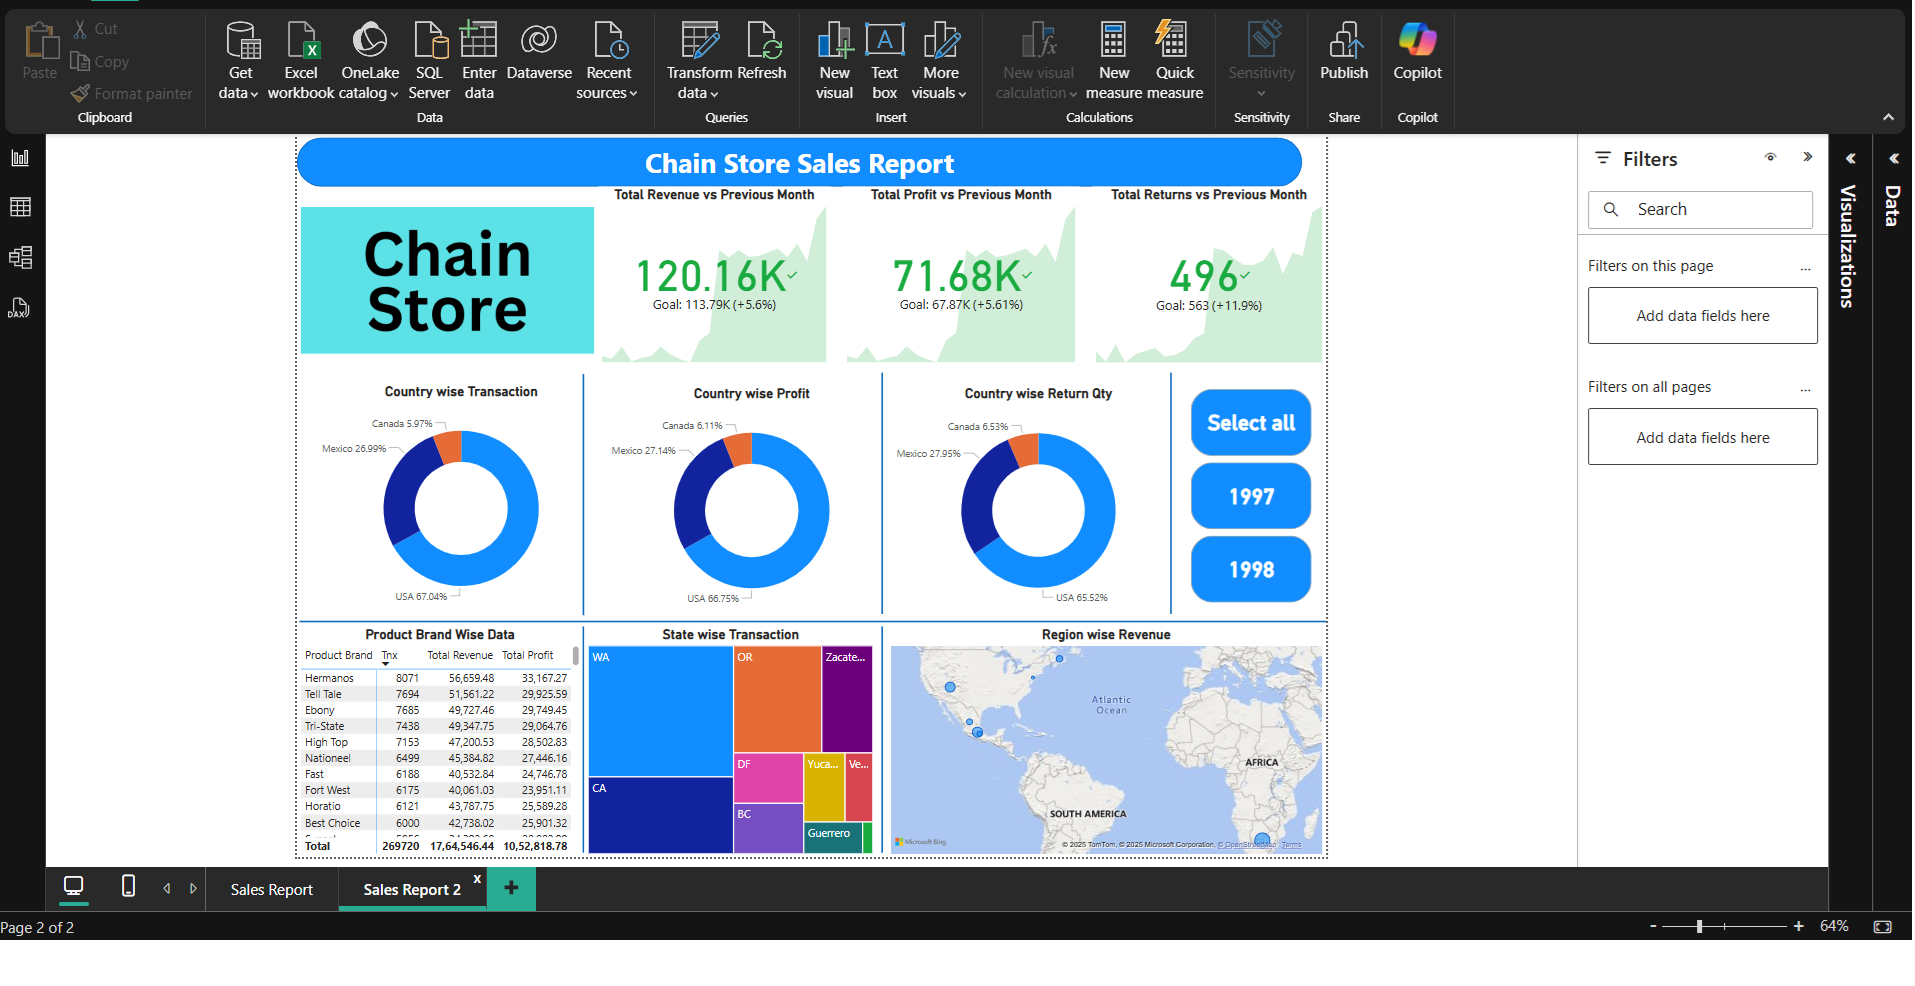 Paste
Cut
Copy
Format painter
Clipboard
Get data
Excel workbook
OneLake catalog
SQL Server
Enter data
Dataverse
Recent sources
Data
Transform data
Refresh
Queries
New visual
Text box
More visuals
Insert
New visual calculation
New measure
Quick measure
Calculations
Sensitivity
Sensitivity
Publish
Share
Copilot
Copilot
Chain Store Sales Report
Chain
Store
Total Revenue vs Previous Month
120.16K
Goal: 113.79K (+5.6%)
Total Profit vs Previous Month
71.68K
Goal: 67.87K (+5.61%)
Total Returns vs Previous Month
496
Goal: 563 (+11.9%)
Country wise Transaction
Canada 5.97%
Mexico 26.99%
USA 67.04%
Country wise Profit
Canada 6.11%
Mexico 27.14%
USA 66.75%
Country wise Return Qty
Canada 6.53%
Mexico 27.95%
USA 65.52%
Select all
1997
1998
Product Brand Wise Data
Product Brand Tnx Total Revenue Total Profit
Hermanos 8071 56,659.48 33,167.27
Tell Tale 7694 51,561.22 29,925.59
Ebony 7685 49,727.46 29,749.45
Tri-State 7438 49,347.75 29,064.76
High Top 7153 47,200.53 28,502.83
Nationeel 6499 45,384.82 27,446.16
Fast 6188 40,532.84 24,746.78
Fort West 6175 40,061.03 23,951.11
Horatio 6121 43,787.75 25,589.28
Best Choice 6000 42,738.02 25,901.32
Total 269720 17,64,546.44 10,52,818.78
State wise Transaction
WA
OR
Zacate...
CA
DF
Yuca...
Ve...
BC
Guerrero
Region wise Revenue
Atlantic
Ocean
AFRICA
SOUTH AMERICA
Microsoft Bing
© 2025 TomTom, © 2025 Microsoft Corporation, © OpenStreetMap Terms
Filters
Search
Filters on this page ...
Add data fields here
Filters on all pages ...
Add data fields here
Visualizations
Data
DAX
Sales Report
Sales Report 2
x
+
Page 2 of 2
- + 64%